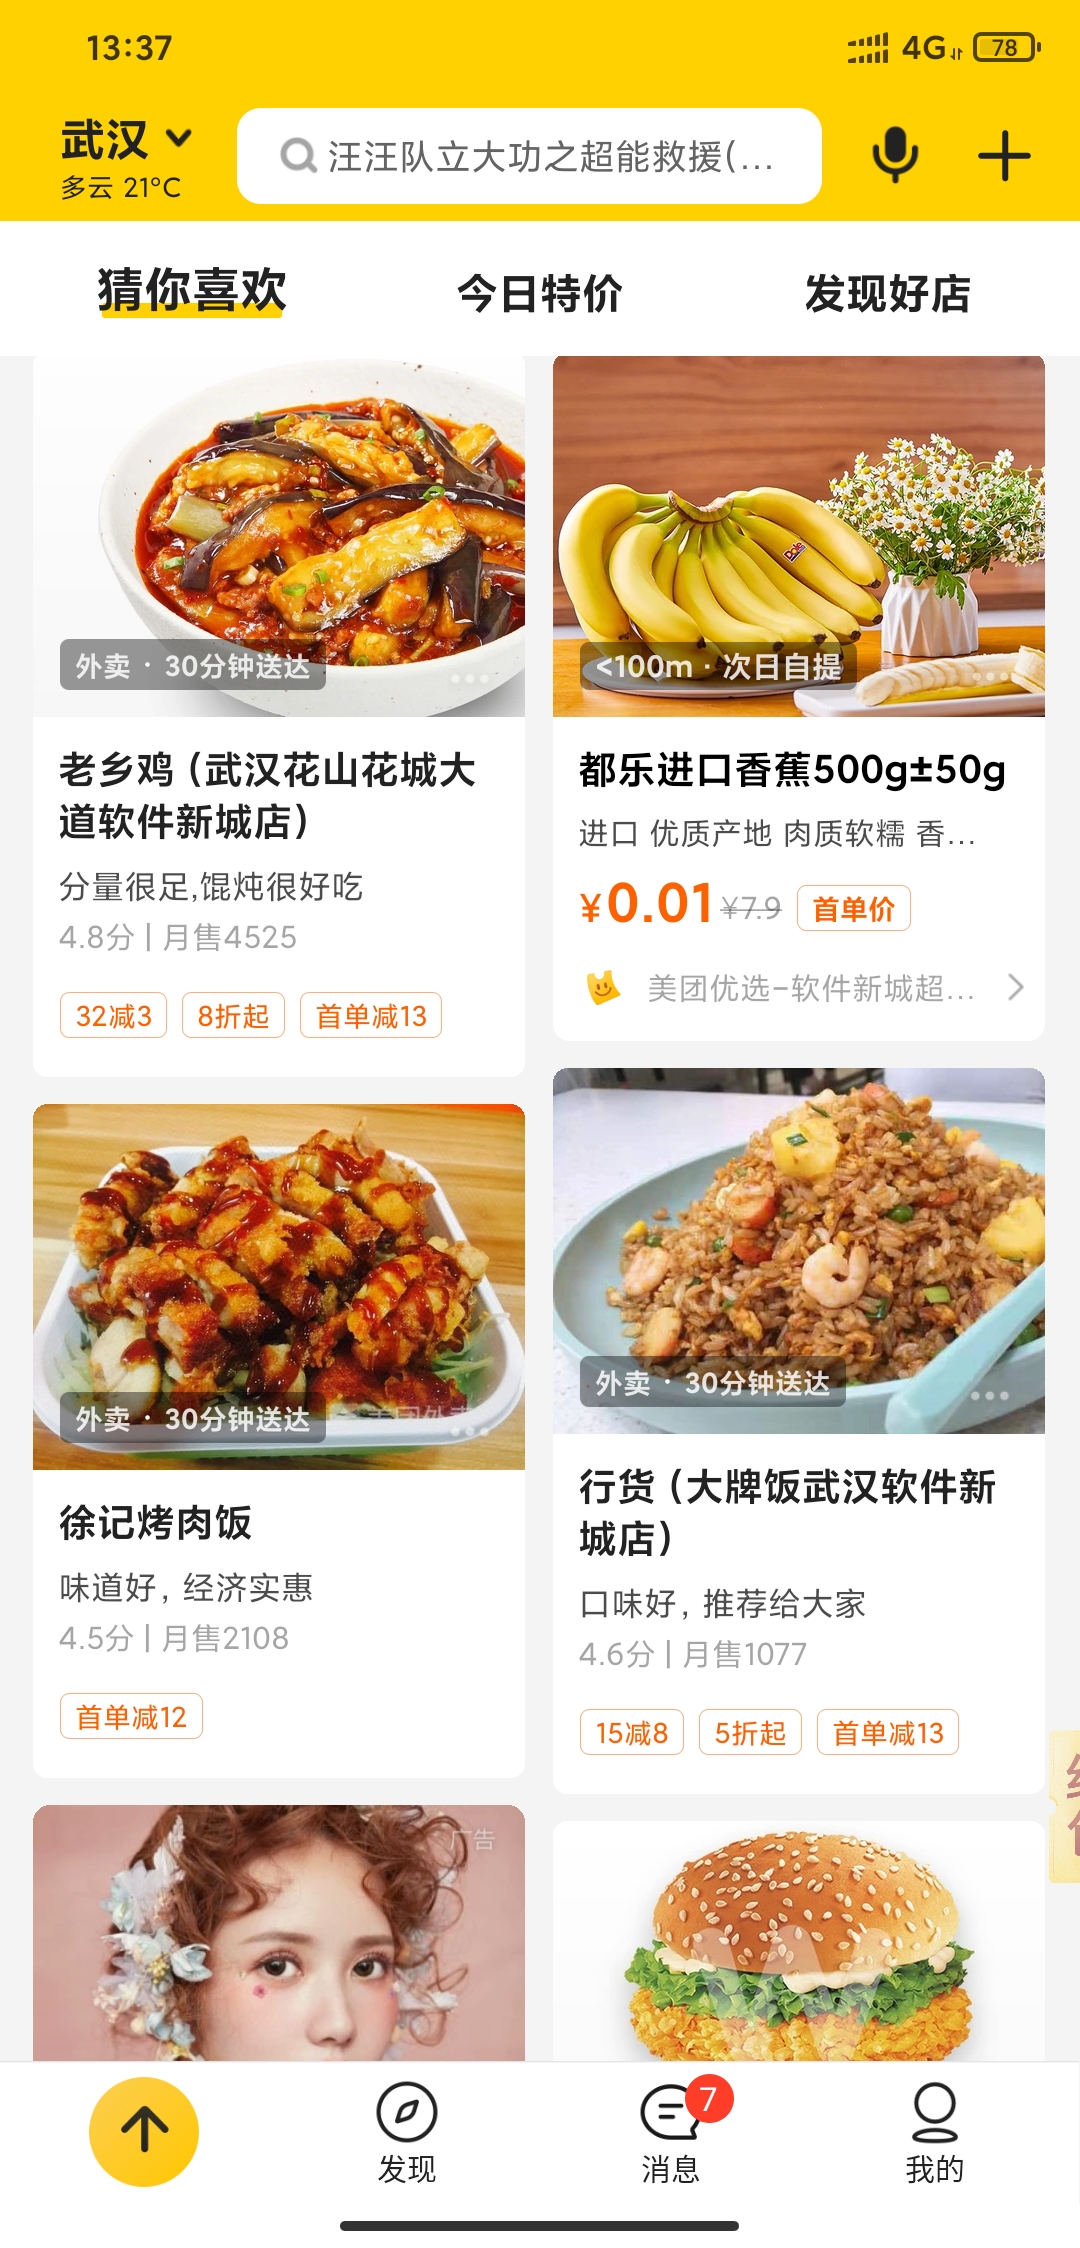 13:37
4G
78
武汉
多云 21°C
汪汪队立大功之超能救援(...
猜你喜欢
今日特价
发现好店
外卖 · 30分钟送达
老乡鸡（武汉花山花城大
道软件新城店）
分量很足,馄炖很好吃
4.8分 | 月售4525
32减3
8折起
首单减13
Dole
<100m · 次日自提
都乐进口香蕉500g±50g
进口 优质产地 肉质软糯 香...
¥0.01 ¥7.9 首单价
美团优选-软件新城超...
外卖 · 30分钟送达
美团外卖
徐记烤肉饭
味道好，经济实惠
4.5分 | 月售2108
首单减12
外卖 · 30分钟送达
行货（大牌饭武汉软件新
城店）
口味好，推荐给大家
4.6分 | 月售1077
15减8
5折起
首单减13
广告
发现
消息
7
我的